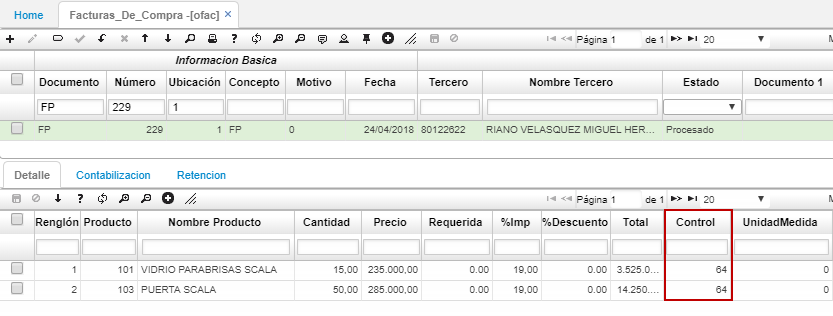 Home Facturas_De_Compra -[ofac] ×
Página 1 de 1 20
Informacion Basica
Documento Número Ubicación Concepto Motivo Fecha Tercero Nombre Tercero Estado Documento 1
FP 229 1
FP 229 1 FP 0 24/04/2018 80122622 RIANO VELASQUEZ MIGUEL HER... Procesado
Detalle Contabilizacion Retencion
Página 1 de 1 20
Renglón Producto Nombre Producto Cantidad Precio Requerida %Imp %Descuento Total Control UnidadMedida
1 101 VIDRIO PARABRISAS SCALA 15,00 235.000,00 0.00 19,00 0.00 3.525.0... 64 0
2 103 PUERTA SCALA 50,00 285.000,00 0.00 19,00 0.00 14.250.... 64 0